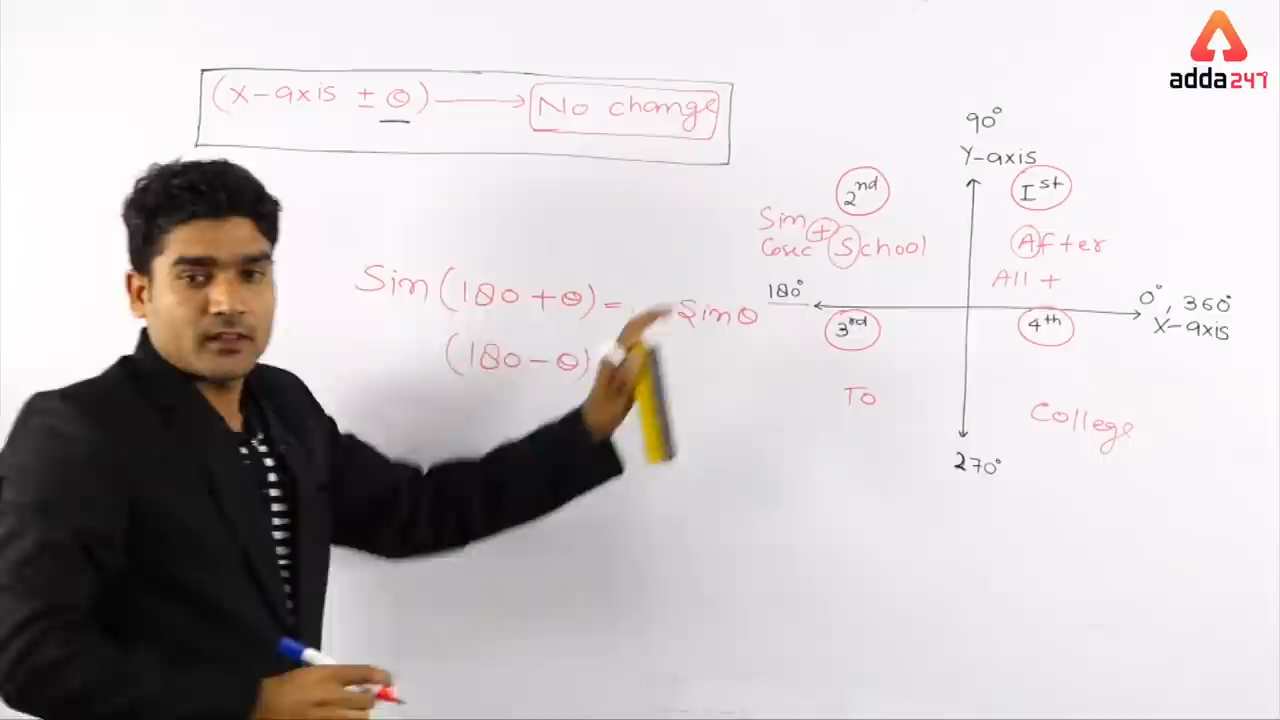 adda247
(x-axis ± θ) → No change
90°
Y-axis
2nd
Ist
Sin
Cosec + School
After
All +
Sin (180 + θ) = - Sin θ
(180 - θ)
180°
0°, 360°
X-axis
3rd
4th
To
College
270°